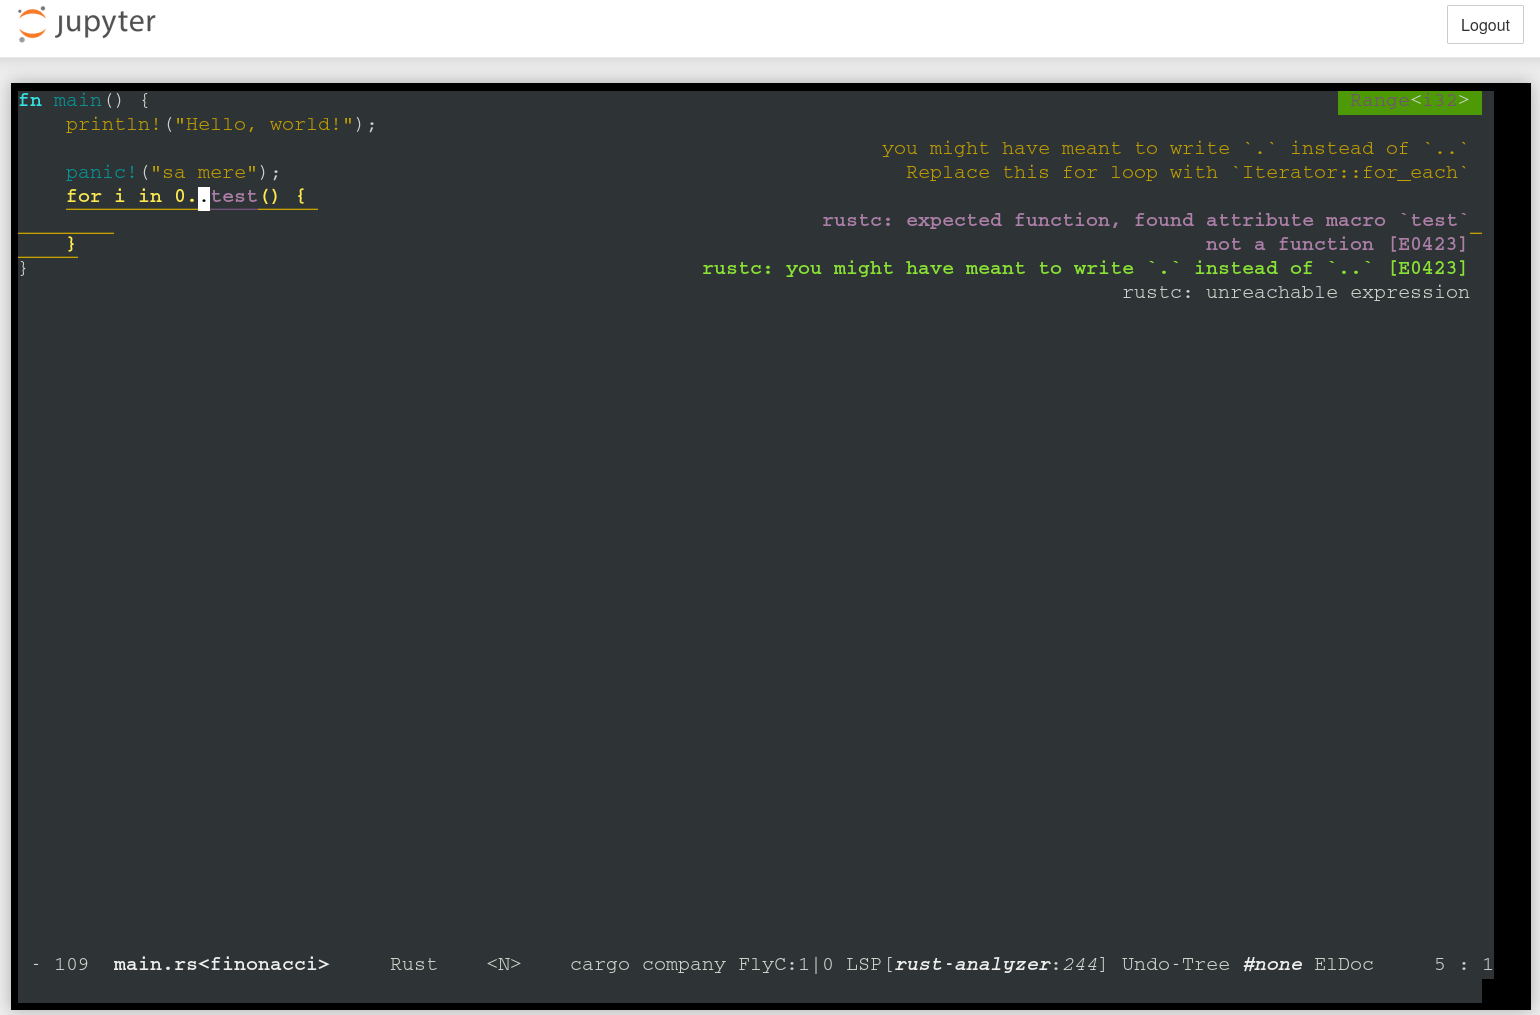 jupyter
Logout
fn main() { Range<i32>
println!("Hello, world!");
you might have meant to write `.` instead of `..`
panic!("sa mere"); Replace this for loop with `Iterator::for_each`
for i in 0..test() {
rustc: expected function, found attribute macro `test`
} not a function [E0423]
} rustc: you might have meant to write `.` instead of `..` [E0423]
rustc: unreachable expression
- 109 main.rs<finonacci> Rust <N> cargo company FlyC:1|0 LSP[rust-analyzer:244] Undo-Tree #none ElDoc 5 : 1